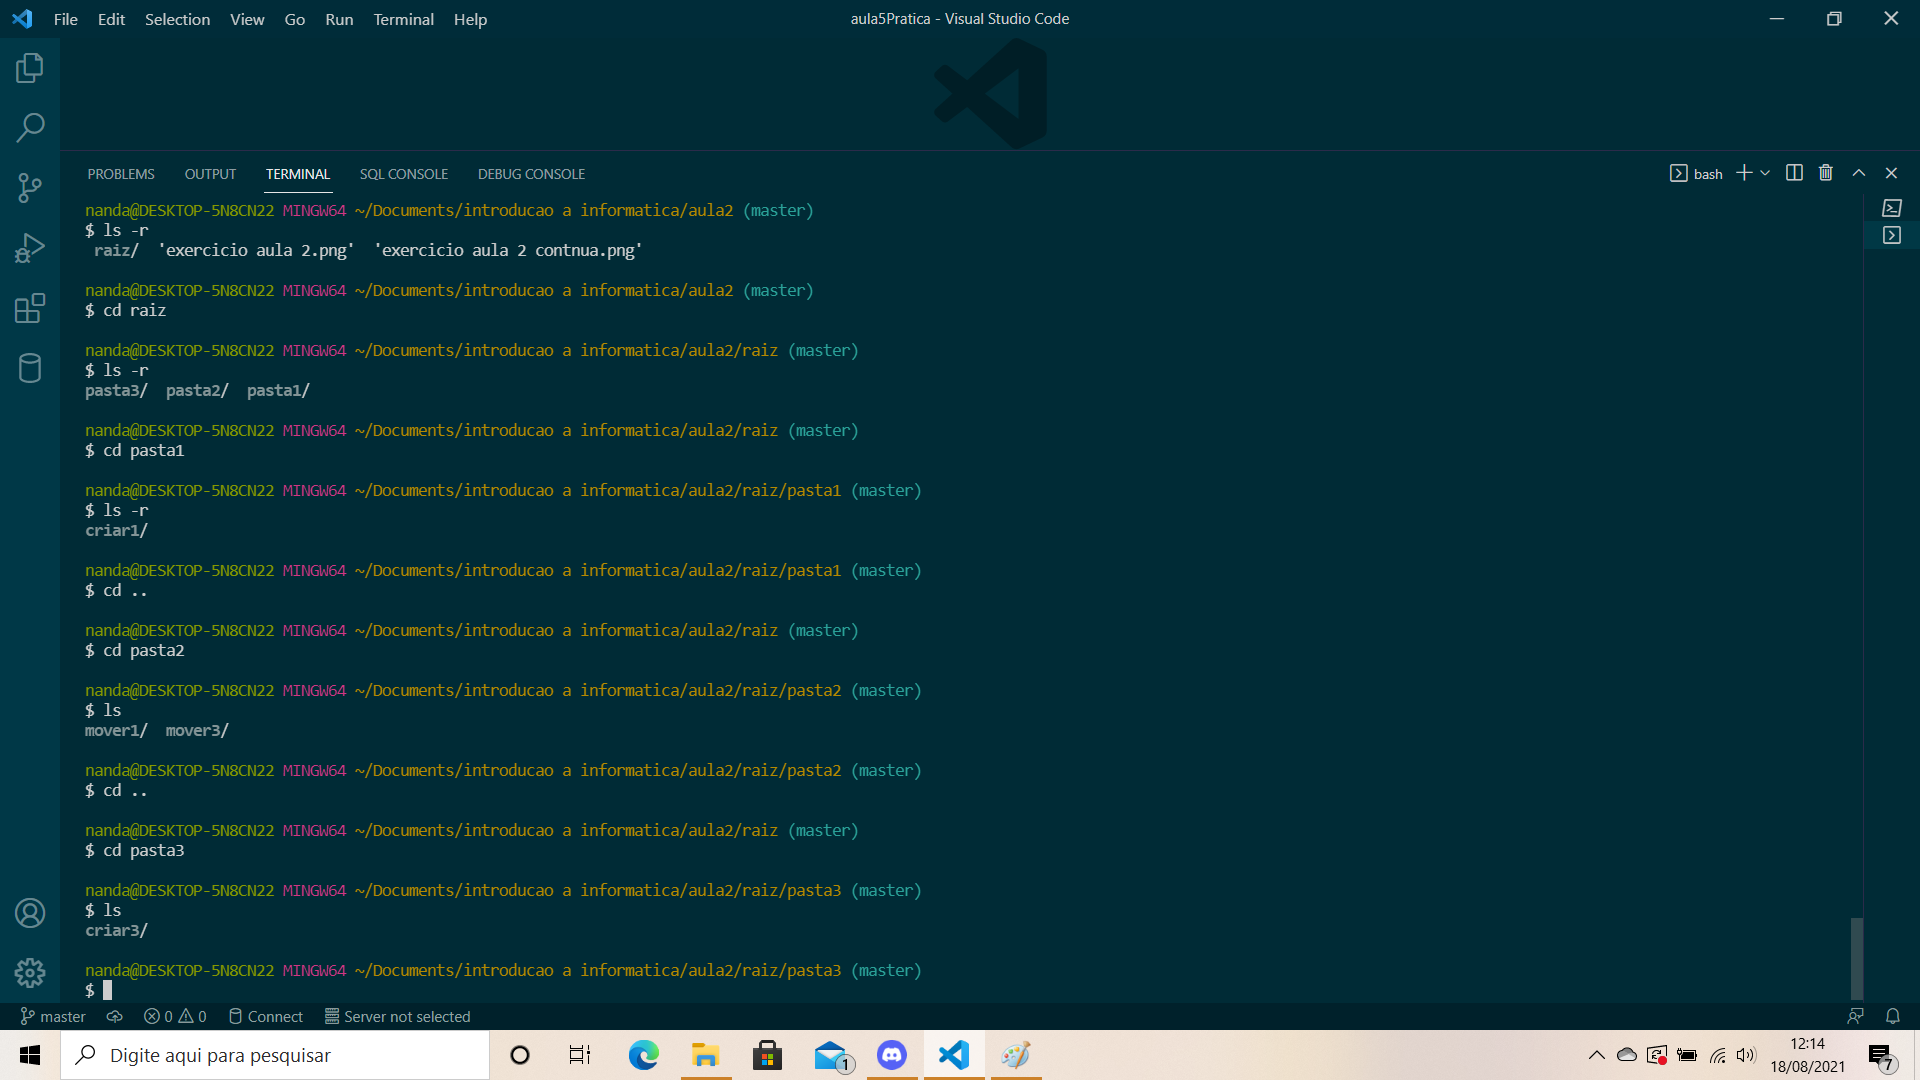 File Edit Selection View Go Run Terminal Help
aula5Pratica - Visual Studio Code
PROBLEMS OUTPUT TERMINAL SQL CONSOLE DEBUG CONSOLE
bash
nanda@DESKTOP-5N8CN22 MINGW64 ~/Documents/introducao a informatica/aula2 (master)
$ ls -r
raiz/ 'exercicio aula 2.png' 'exercicio aula 2 contnua.png'
nanda@DESKTOP-5N8CN22 MINGW64 ~/Documents/introducao a informatica/aula2 (master)
$ cd raiz
nanda@DESKTOP-5N8CN22 MINGW64 ~/Documents/introducao a informatica/aula2/raiz (master)
$ ls -r
pasta3/ pasta2/ pasta1/
nanda@DESKTOP-5N8CN22 MINGW64 ~/Documents/introducao a informatica/aula2/raiz (master)
$ cd pasta1
nanda@DESKTOP-5N8CN22 MINGW64 ~/Documents/introducao a informatica/aula2/raiz/pasta1 (master)
$ ls -r
criar1/
nanda@DESKTOP-5N8CN22 MINGW64 ~/Documents/introducao a informatica/aula2/raiz/pasta1 (master)
$ cd ..
nanda@DESKTOP-5N8CN22 MINGW64 ~/Documents/introducao a informatica/aula2/raiz (master)
$ cd pasta2
nanda@DESKTOP-5N8CN22 MINGW64 ~/Documents/introducao a informatica/aula2/raiz/pasta2 (master)
$ ls
mover1/ mover3/
nanda@DESKTOP-5N8CN22 MINGW64 ~/Documents/introducao a informatica/aula2/raiz/pasta2 (master)
$ cd ..
nanda@DESKTOP-5N8CN22 MINGW64 ~/Documents/introducao a informatica/aula2/raiz (master)
$ cd pasta3
nanda@DESKTOP-5N8CN22 MINGW64 ~/Documents/introducao a informatica/aula2/raiz/pasta3 (master)
$ ls
criar3/
nanda@DESKTOP-5N8CN22 MINGW64 ~/Documents/introducao a informatica/aula2/raiz/pasta3 (master)
$
master 0 0 Connect Server not selected
Digite aqui para pesquisar
1
12:14
18/08/2021
7